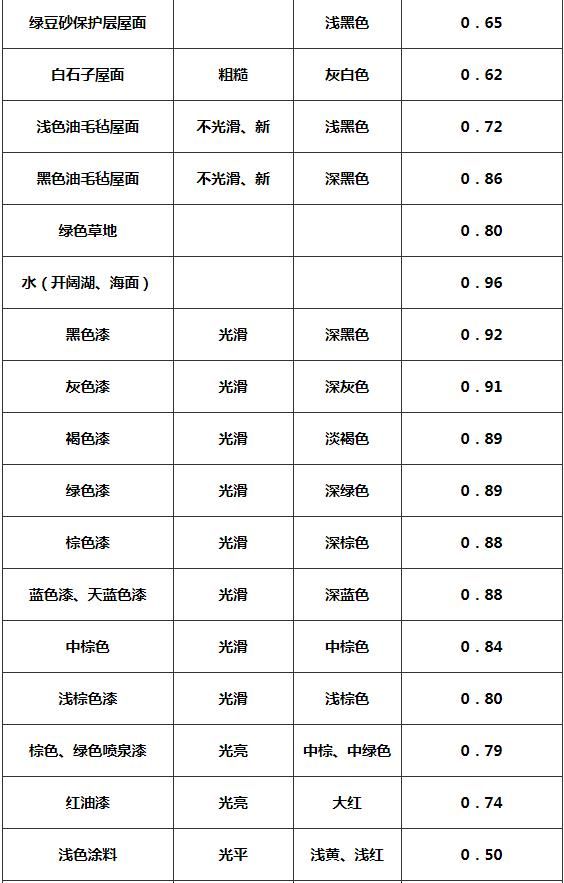 绿豆砂保护层屋面 浅黑色 0．65
白石子屋面 粗糙 灰白色 0．62
浅色油毛毡屋面 不光滑、新 浅黑色 0．72
黑色油毛毡屋面 不光滑、新 深黑色 0．86
绿色草地 0．80
水（开阔湖、海面） 0．96
黑色漆 光滑 深黑色 0．92
灰色漆 光滑 深灰色 0．91
褐色漆 光滑 淡褐色 0．89
绿色漆 光滑 深绿色 0．89
棕色漆 光滑 深棕色 0．88
蓝色漆、天蓝色漆 光滑 深蓝色 0．88
中棕色 光滑 中棕色 0．84
浅棕色漆 光滑 浅棕色 0．80
棕色、绿色喷泉漆 光亮 中棕、中绿色 0．79
红油漆 光亮 大红 0．74
浅色涂料 光平 浅黄、浅红 0．50